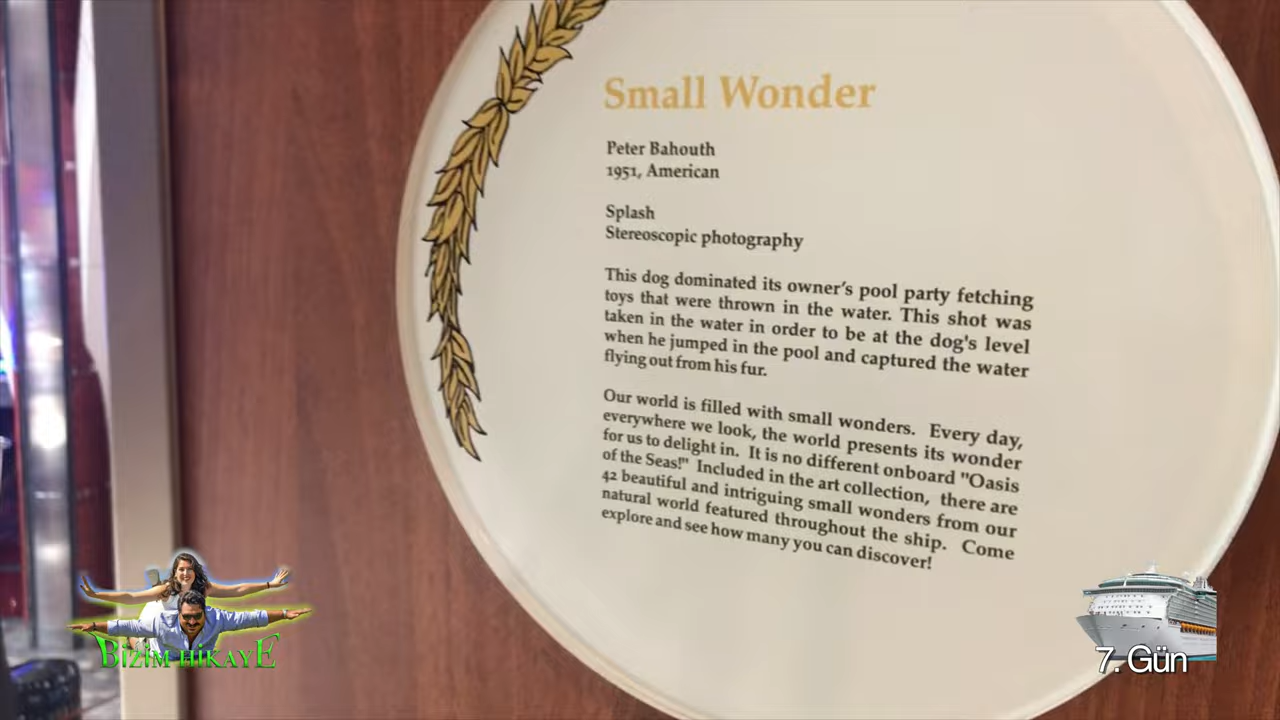 Small Wonder
Peter Bahouth
1951, American
Splash
Stereoscopic photography
This dog dominated its owner's pool party fetching
toys that were thrown in the water. This shot was
taken in the water in order to be at the dog's level
when he jumped in the pool and captured the water
flying out from his fur.
Our world is filled with small wonders. Every day,
everywhere we look, the world presents its wonder
for us to delight in. It is no different onboard "Oasis
of the Seas!" Included in the art collection, there are
42 beautiful and intriguing small wonders from our
natural world featured throughout the ship. Come
explore and see how many you can discover!
BİZİM HİKAYE
7. Gün